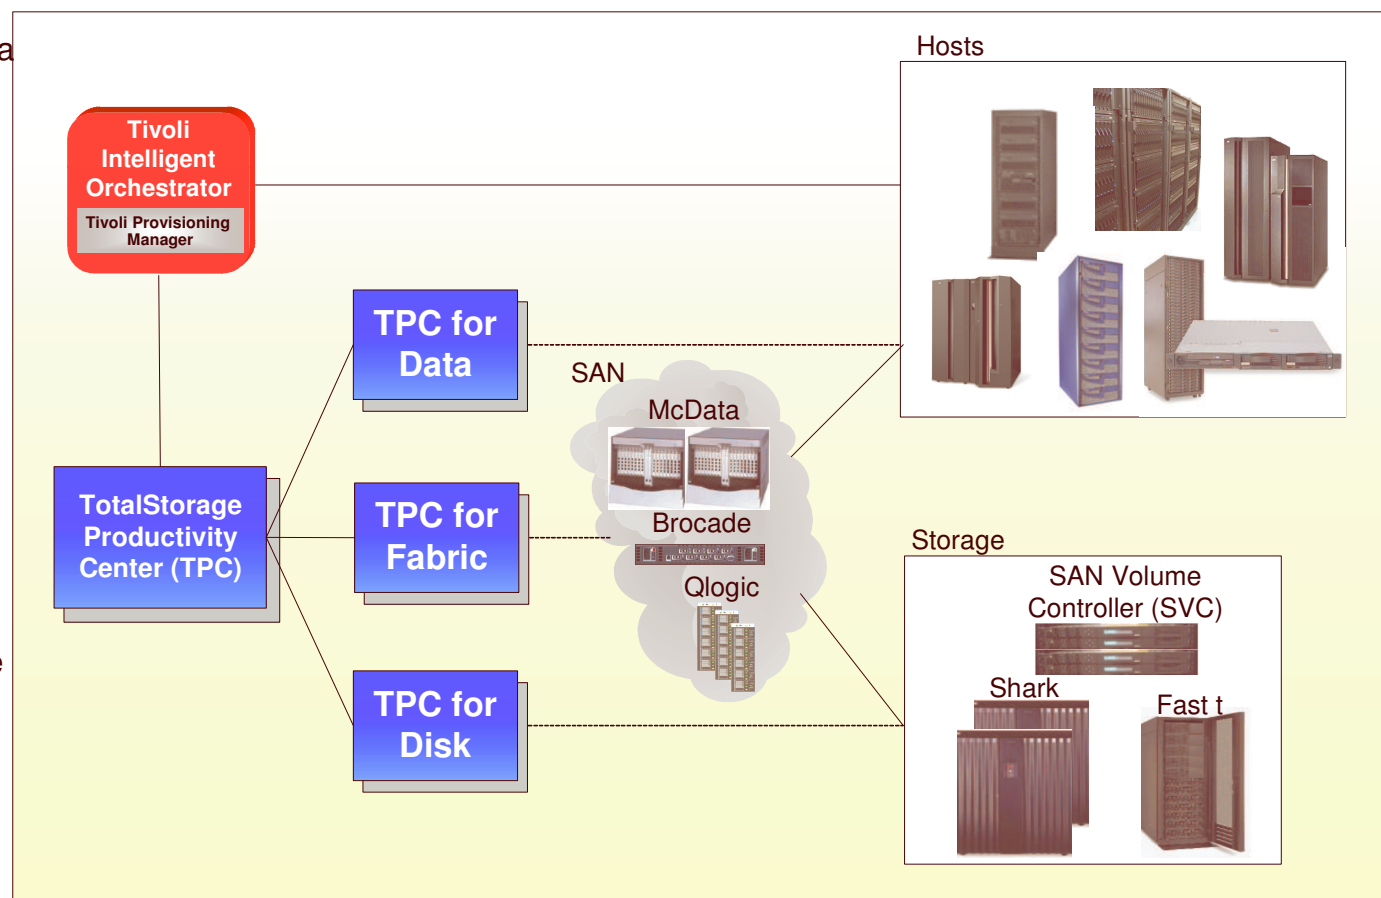 a
Hosts
Tivoli
Intelligent
Orchestrator
Tivoli Provisioning
Manager
TPC for
Data
SAN
McData
TotalStorage
Productivity
Center (TPC)
TPC for
Fabric
Brocade
Qlogic
Storage
SAN Volume
Controller (SVC)
e
TPC for
Disk
Shark
Fast t